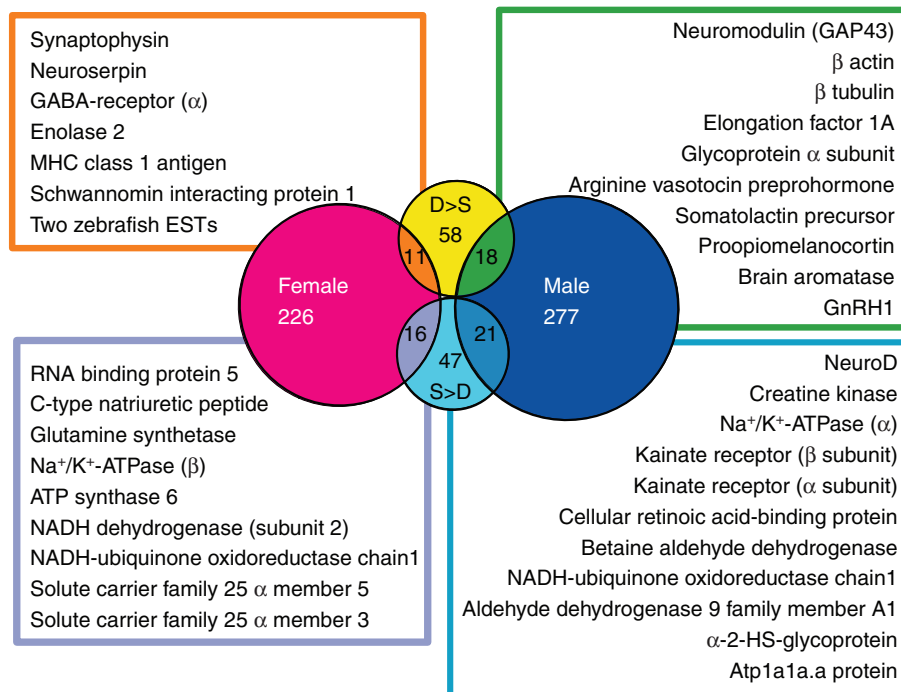 Synaptophysin
Neuroserpin
GABA-receptor (α)
Enolase 2
MHC class 1 antigen
Schwannomin interacting protein 1
Two zebrafish ESTs
Neuromodulin (GAP43)
β actin
β tubulin
Elongation factor 1A
Glycoprotein α subunit
Arginine vasotocin preprohormone
Somatolactin precursor
Proopiomelanocortin
Brain aromatase
GnRH1
D>S
58
11
18
Female
226
Male
277
16
21
47
S>D
RNA binding protein 5
C-type natriuretic peptide
Glutamine synthetase
Na⁺/K⁺-ATPase (β)
ATP synthase 6
NADH dehydrogenase (subunit 2)
NADH-ubiquinone oxidoreductase chain1
Solute carrier family 25 α member 5
Solute carrier family 25 α member 3
NeuroD
Creatine kinase
Na⁺/K⁺-ATPase (α)
Kainate receptor (β subunit)
Kainate receptor (α subunit)
Cellular retinoic acid-binding protein
Betaine aldehyde dehydrogenase
NADH-ubiquinone oxidoreductase chain1
Aldehyde dehydrogenase 9 family member A1
α-2-HS-glycoprotein
Atp1a1a.a protein